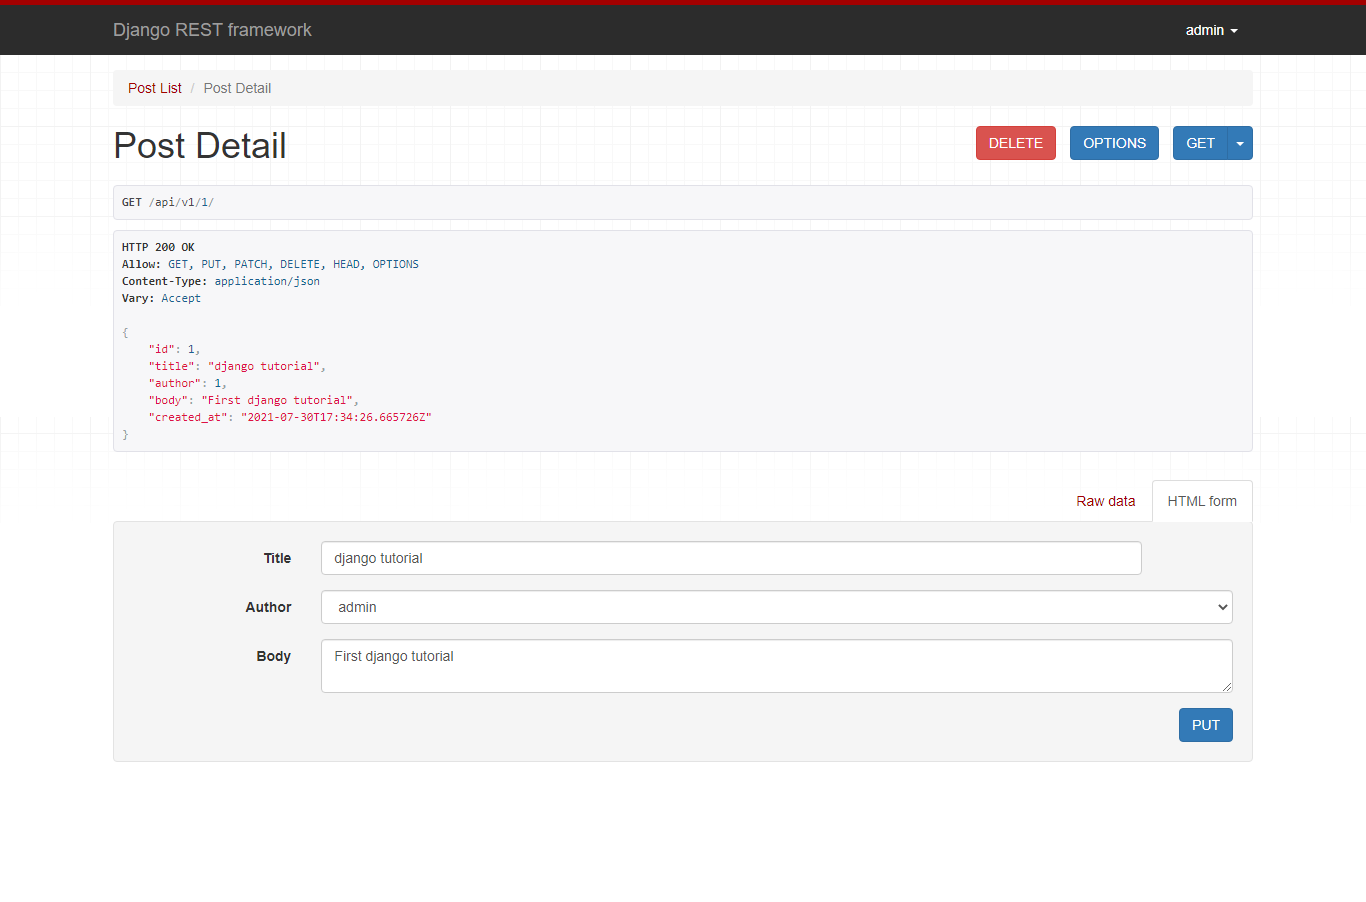 Django REST framework
admin
Post List / Post Detail
Post Detail
DELETE
OPTIONS
GET
GET /api/v1/1/
HTTP 200 OK
Allow: GET, PUT, PATCH, DELETE, HEAD, OPTIONS
Content-Type: application/json
Vary: Accept
{
    "id": 1,
    "title": "django tutorial",
    "author": 1,
    "body": "First django tutorial",
    "created_at": "2021-07-30T17:34:26.665726Z"
}
Raw data
HTML form
Title
django tutorial
Author
admin
Body
First django tutorial
PUT